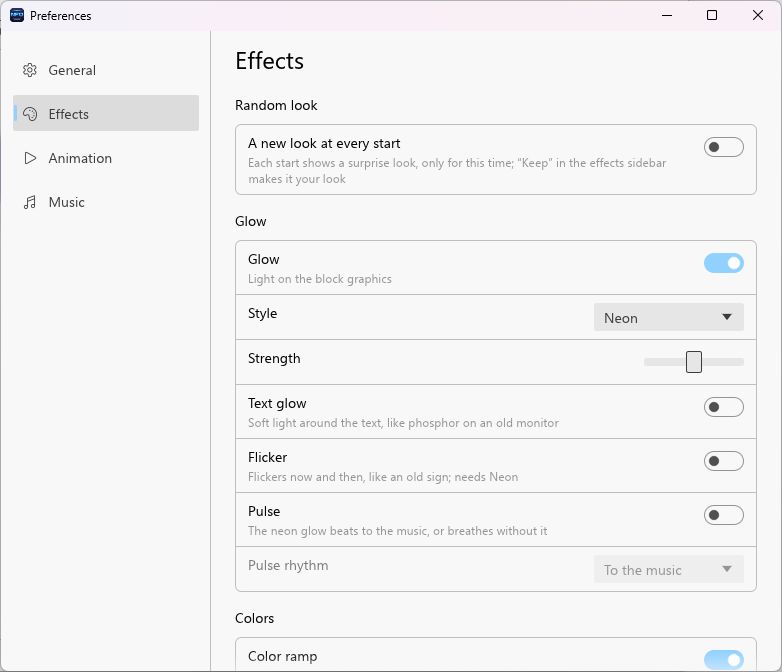 Preferences
General
Effects
Animation
Music
Effects
Random look
A new look at every start
Each start shows a surprise look, only for this time; “Keep” in the effects sidebar
makes it your look
Glow
Glow
Light on the block graphics
Style
Neon
Strength
Text glow
Soft light around the text, like phosphor on an old monitor
Flicker
Flickers now and then, like an old sign; needs Neon
Pulse
The neon glow beats to the music, or breathes without it
Pulse rhythm
To the music
Colors
Color ramp